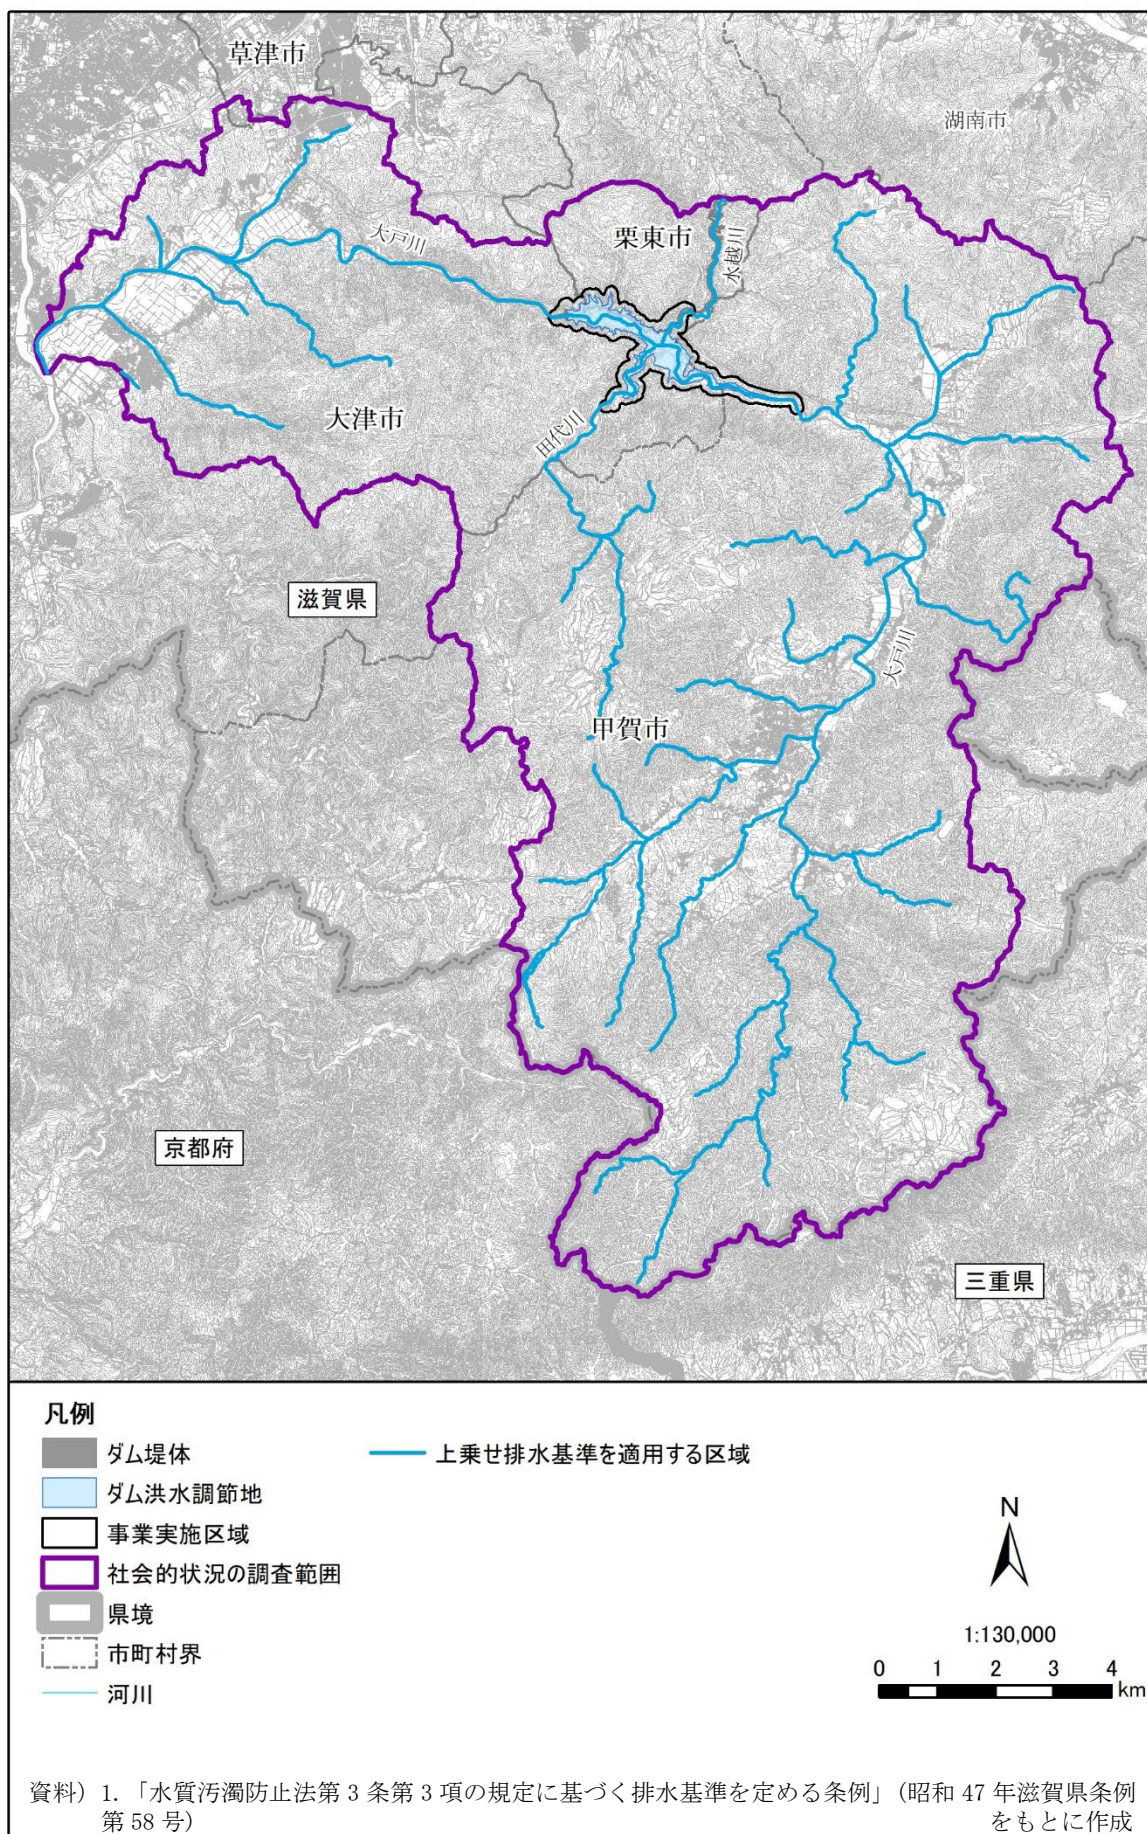 草津市
湖南市
栗東市
大戸川
水越川
大津市
田代川
滋賀県
大戸川
甲賀市
京都府
三重県
凡例
ダム堤体
上乗せ排水基準を適用する区域
ダム洪水調節地
事業実施区域
社会的状況の調査範囲
県境
市町村界
河川
N
1:130,000
0 1 2 3 4
km
資料）1. 「水質汚濁防止法第 3 条第 3 項の規定に基づく排水基準を定める条例」（昭和 47 年滋賀県条例
第 58 号） をもとに作成